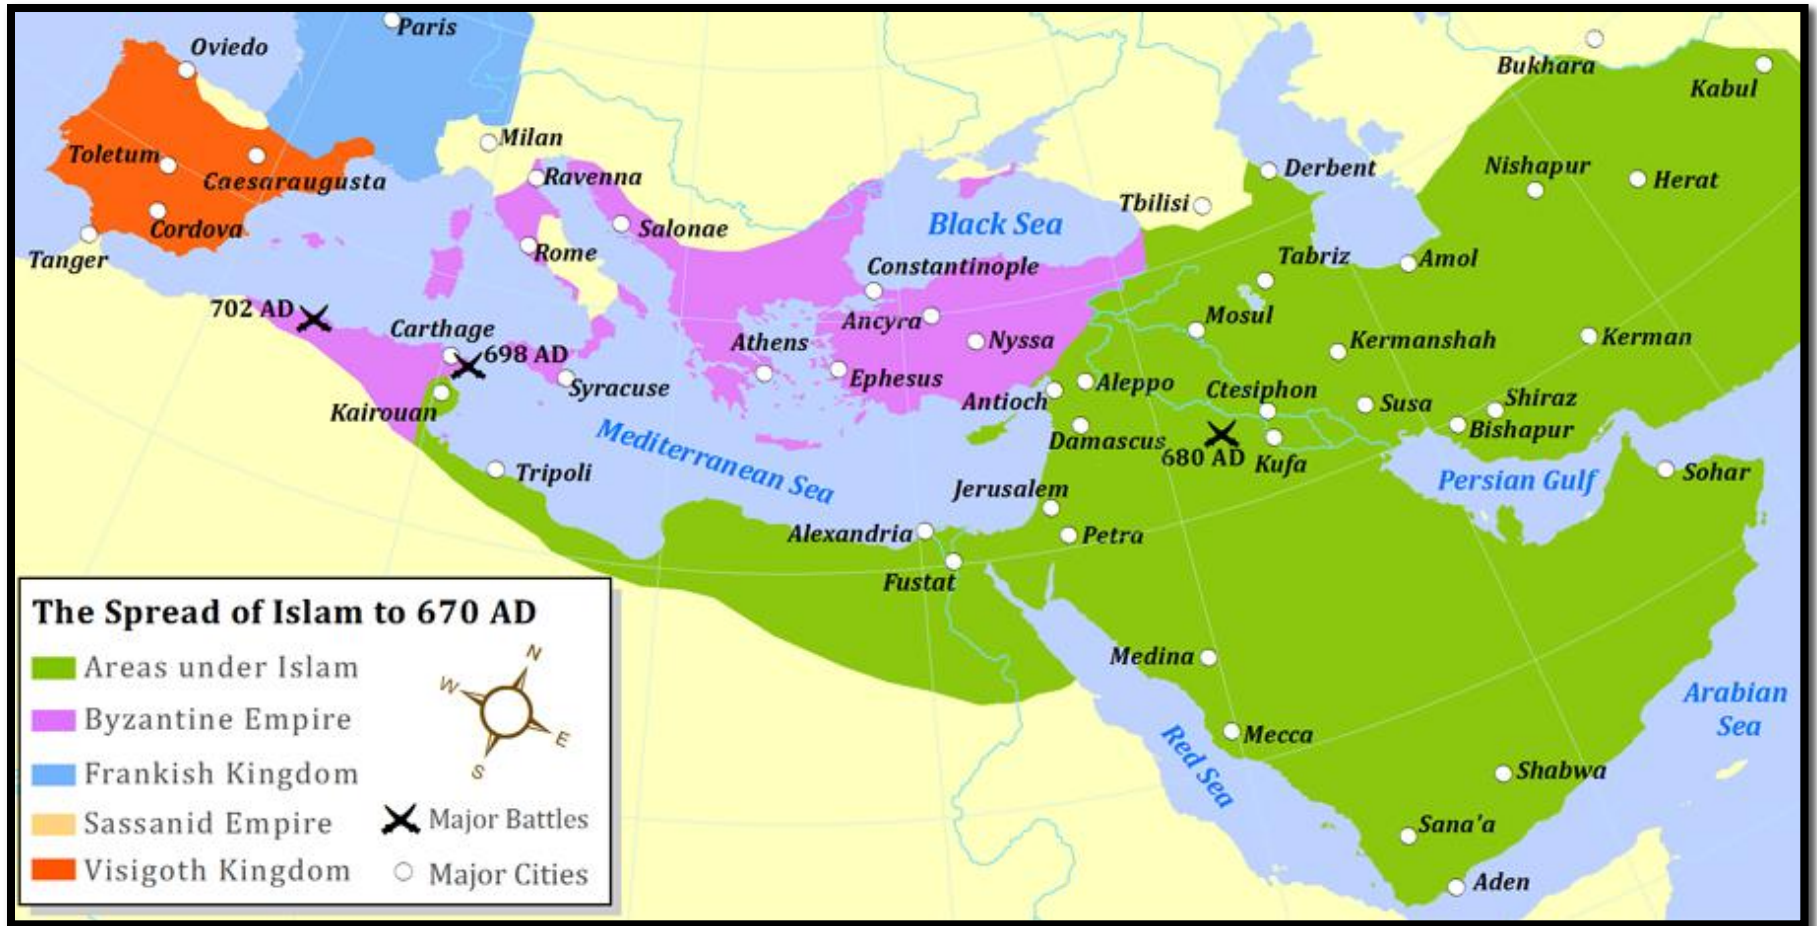 Paris
Oviedo
Bukhara
Kabul
Milan
Toletum
Caesaraugusta
Ravenna
Derbent
Nishapur
Herat
Tbilisi
Cordova
Salonae
Black Sea
Tanger
Rome
Constantinople
Tabriz
Amol
702 AD
Carthage
Ancyra
Mosul
698 AD
Athens
Nyssa
Kermanshah
Kerman
Syracuse
Ephesus
Aleppo
Ctesiphon
Antioch
Susa
Shiraz
Kairouan
Bishapur
Mediterranean Sea
Damascus
680 AD
Kufa
Tripoli
Persian Gulf
Sohar
Jerusalem
Alexandria
Petra
Fustat
Medina
Arabian
Sea
Mecca
Red Sea
Shabwa
Sana'a
Aden
The Spread of Islam to 670 AD
Areas under Islam
Byzantine Empire
Frankish Kingdom
Sassanid Empire
Visigoth Kingdom
N
W
E
S
Major Battles
Major Cities